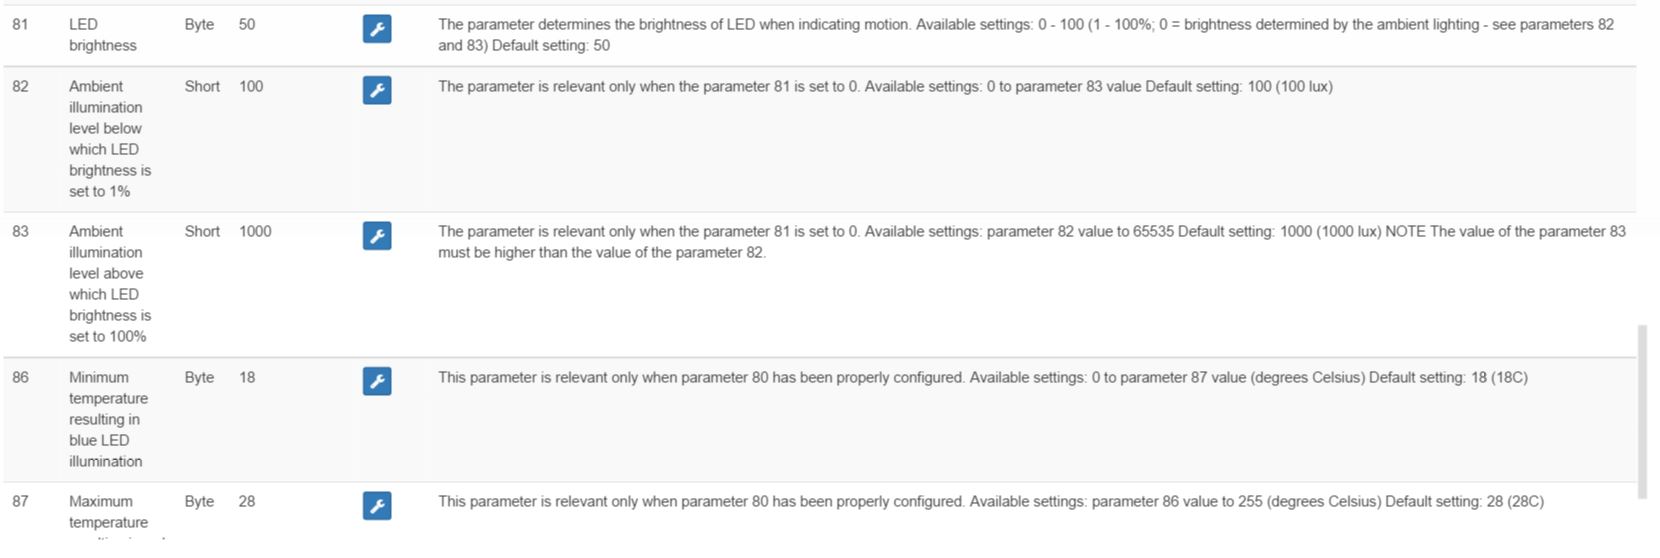 81 LED Byte 50 The parameter determines the brightness of LED when indicating motion. Available settings: 0 - 100 (1 - 100%; 0 = brightness determined by the ambient lighting - see parameters 82
brightness and 83) Default setting: 50
82 Ambient Short 100 The parameter is relevant only when the parameter 81 is set to 0. Available settings: 0 to parameter 83 value Default setting: 100 (100 lux)
illumination
level below
which LED
brightness is
set to 1%
83 Ambient Short 1000 The parameter is relevant only when the parameter 81 is set to 0. Available settings: parameter 82 value to 65535 Default setting: 1000 (1000 lux) NOTE The value of the parameter 83
illumination must be higher than the value of the parameter 82.
level above
which LED
brightness is
set to 100%
86 Minimum Byte 18 This parameter is relevant only when parameter 80 has been properly configured. Available settings: 0 to parameter 87 value (degrees Celsius) Default setting: 18 (18C)
temperature
resulting in
blue LED
illumination
87 Maximum Byte 28 This parameter is relevant only when parameter 80 has been properly configured. Available settings: parameter 86 value to 255 (degrees Celsius) Default setting: 28 (28C)
temperature